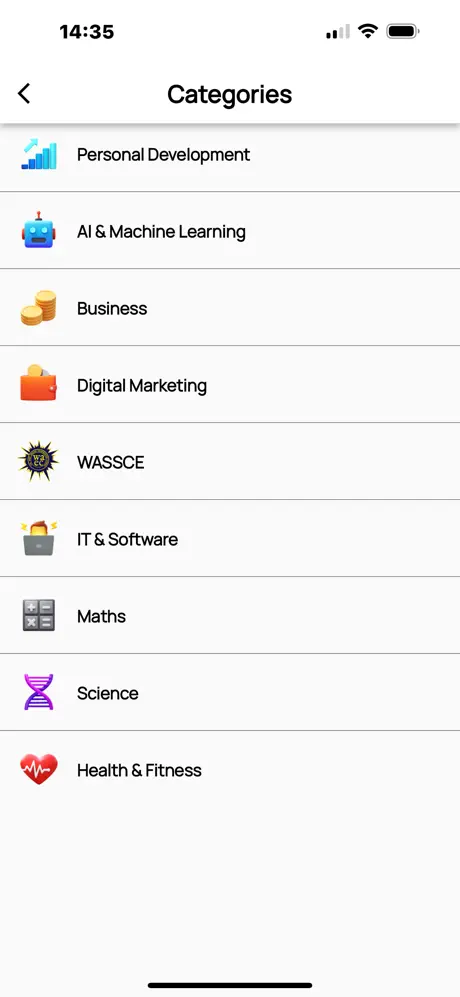 14:35
Categories
Personal Development
AI & Machine Learning
Business
Digital Marketing
WASSCE
IT & Software
Maths
Science
Health & Fitness